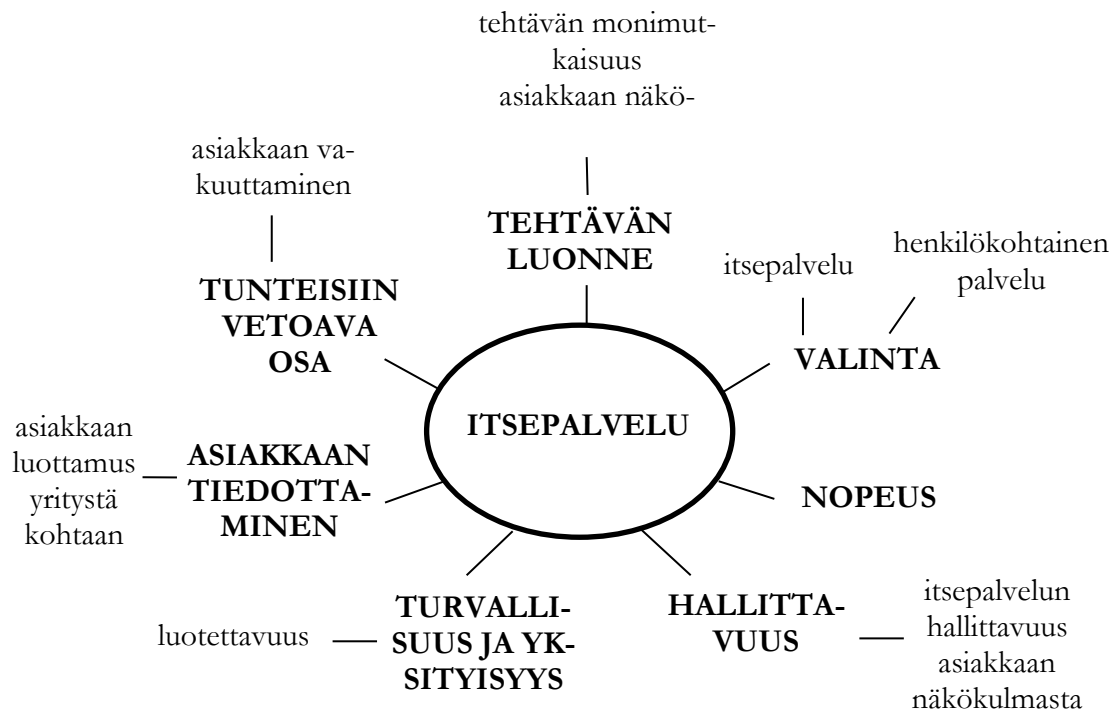 tehtävän monimut-
kaisuus
asiakkaan näkö-
asiakkaan va-
kuuttaminen
TEHTÄVÄN
LUONNE
itsepalvelu
henkilökohtainen
palvelu
TUNTEISIIN
VETOAVA
OSA
VALINTA
ITSEPALVELU
asiakkaan
luottamus
yritystä
kohtaan
ASIAKKAAN
TIEDOTTA-
MINEN
NOPEUS
luotettavuus
TURVALLI-
SUUS JA YK-
SITYISYYS
HALLITTA-
VUUS
itsepalvelun
hallittavuus
asiakkaan
näkökulmasta